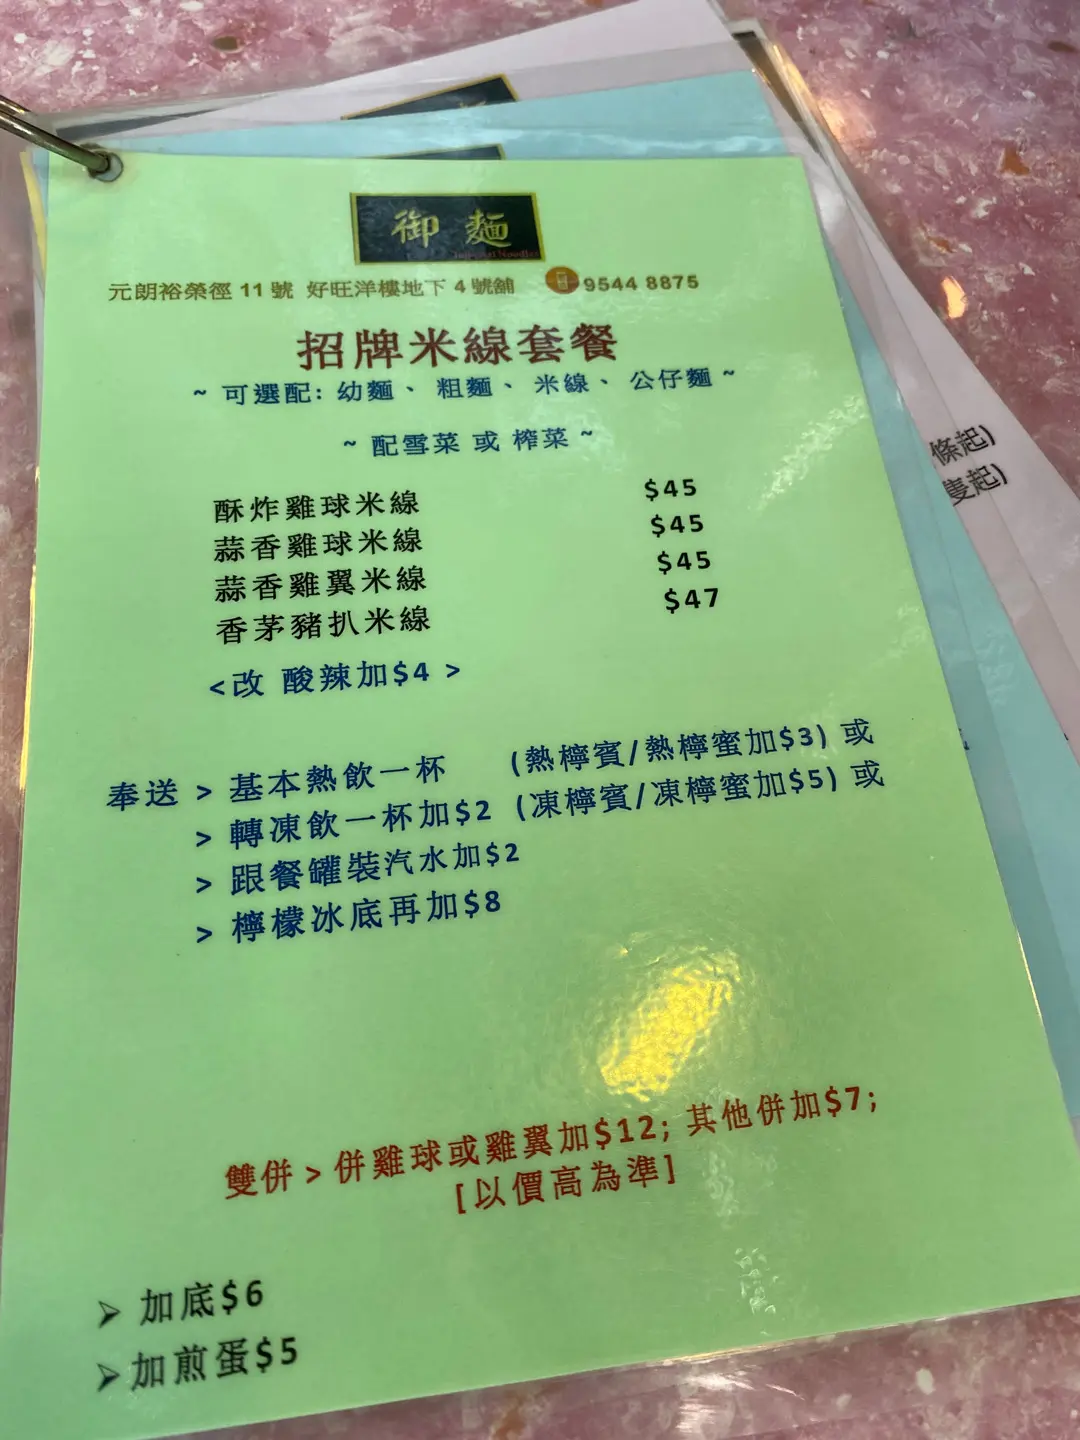 御麵
Imperial Noodles
元朗裕榮徑 11 號 好旺洋樓地下 4 號舖 9544 8875
招牌米線套餐
~ 可選配: 幼麵、 粗麵、 米線、 公仔麵 ~
~ 配雪菜 或 榨菜 ~
酥炸雞球米線 $45
蒜香雞球米線 $45
蒜香雞翼米線 $45
香茅豬扒米線 $47
<改 酸辣加$4 >
奉送 > 基本熱飲一杯 (熱檸賓/熱檸蜜加$3) 或
> 轉凍飲一杯加$2 (凍檸賓/凍檸蜜加$5) 或
> 跟餐罐裝汽水加$2
> 檸檬冰底再加$8
雙併 > 併雞球或雞翼加$12; 其他併加$7;
[以價高為準]
➢ 加底$6
➢ 加煎蛋$5
條起)
隻起)